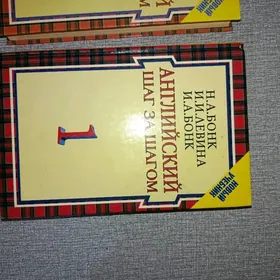 Н.А.БОНК
И.И.ЛЕВИНА
И.А.БОНК
АНГЛИЙСКИЙ
ШАГ ЗА ШАГОМ
1
НОВЫЙ
УЧЕБНИК